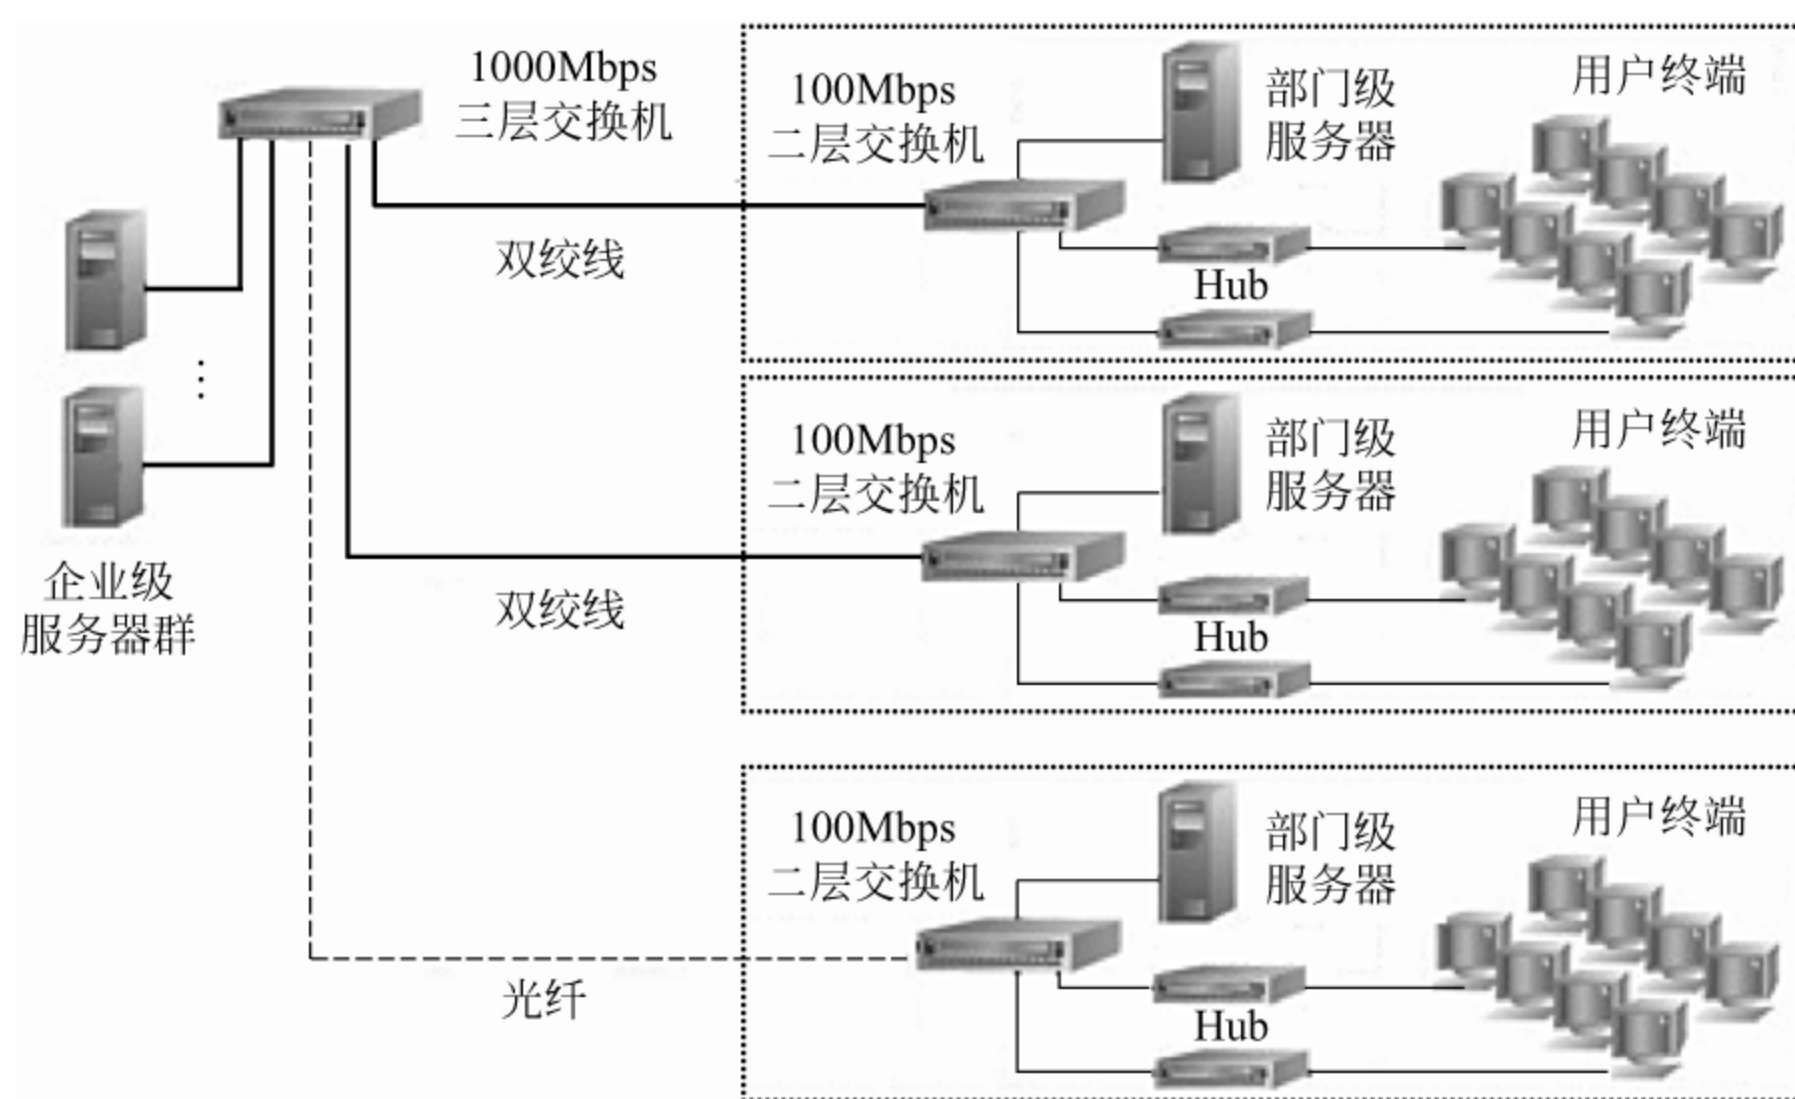 1000Mbps
三层交换机
100Mbps
二层交换机
部门级
服务器
用户终端
双绞线
Hub
100Mbps
二层交换机
部门级
服务器
用户终端
企业级
服务器群
双绞线
Hub
100Mbps
二层交换机
部门级
服务器
用户终端
光纤
Hub